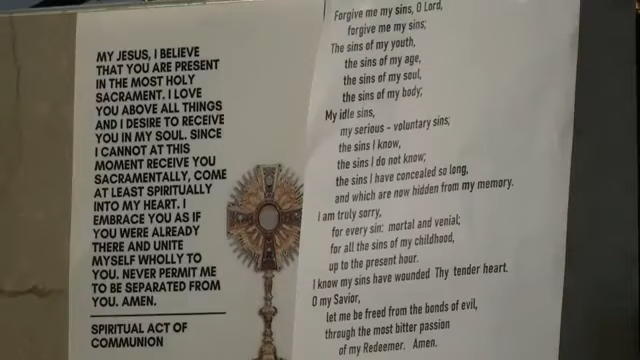 MY JESUS, I BELIEVE
THAT YOU ARE PRESENT
IN THE MOST HOLY
SACRAMENT. I LOVE
YOU ABOVE ALL THINGS
AND I DESIRE TO RECEIVE
YOU IN MY SOUL. SINCE
I CANNOT AT THIS
MOMENT RECEIVE YOU
SACRAMENTALLY, COME
AT LEAST SPIRITUALLY
INTO MY HEART. I
EMBRACE YOU AS IF
YOU WERE ALREADY
THERE AND UNITE
MYSELF WHOLLY TO
YOU. NEVER PERMIT ME
TO BE SEPARATED FROM
YOU. AMEN.
SPIRITUAL ACT OF
COMMUNION
Forgive me my sins, O Lord,
forgive me my sins;
The sins of my youth,
the sins of my age,
the sins of my soul,
the sins of my body;
My idle sins,
my serious - voluntary sins;
the sins I know,
the sins I do not know;
the sins I have concealed so long,
and which are now hidden from my memory.
I am truly sorry,
for every sin: mortal and venial;
for all the sins of my childhood,
up to the present hour.
I know my sins have wounded Thy tender heart.
O my Savior,
let me be freed from the bonds of evil,
through the most bitter passion
of my Redeemer. Amen.